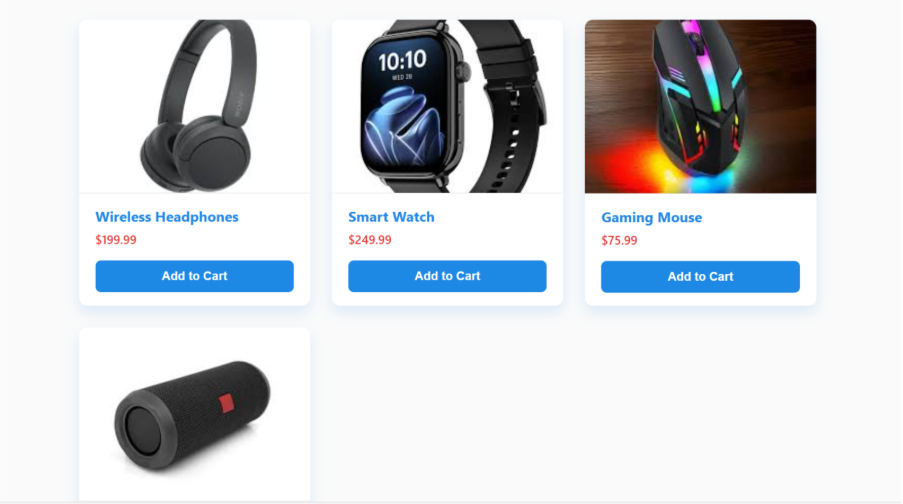 10:10
WED 28
Wireless Headphones
Smart Watch
Gaming Mouse
$199.99
$249.99
$75.99
Add to Cart
Add to Cart
Add to Cart